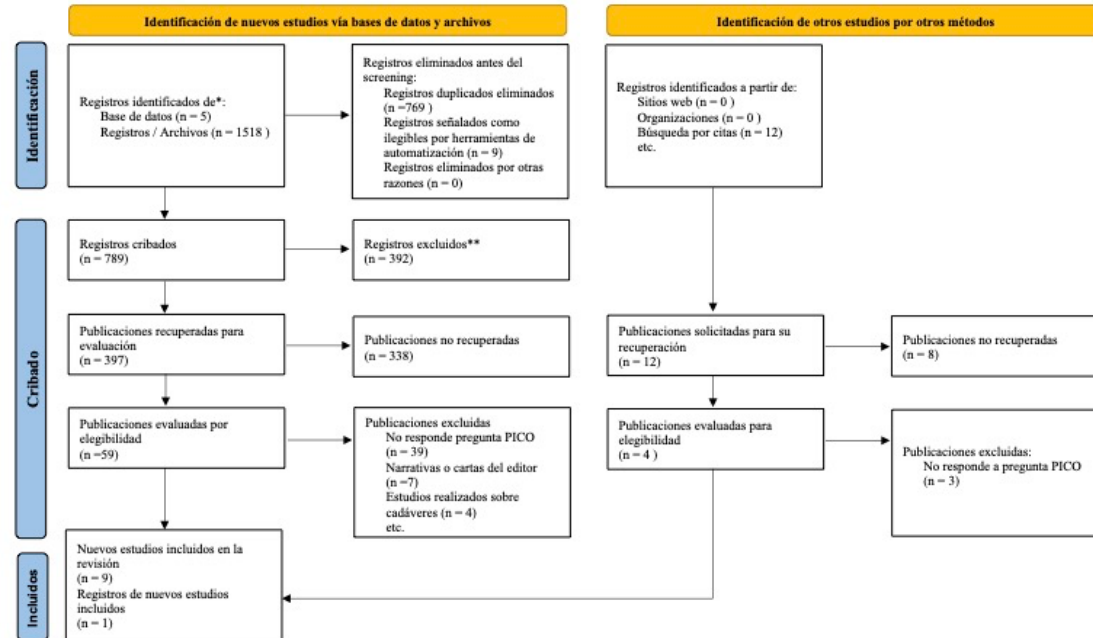 Identificación de nuevos estudios vía bases de datos y archivos
Identificación de otros estudios por otros métodos
Identificación
Registros identificados de*:
Base de datos (n = 5)
Registros / Archivos (n = 1518 )
Registros eliminados antes del
screening:
Registros duplicados eliminados
(n =769 )
Registros señalados como
ilegibles por herramientas de
automatización (n = 9)
Registros eliminados por otras
razones (n = 0)
Registros identificados a partir de:
Sitios web (n = 0 )
Organizaciones (n = 0 )
Búsqueda por citas (n = 12)
etc.
Cribado
Registros cribados
(n = 789)
Registros excluidos**
(n = 392)
Publicaciones recuperadas para
evaluación
(n = 397)
Publicaciones no recuperadas
(n = 338)
Publicaciones solicitadas para su
recuperación
(n = 12)
Publicaciones no recuperadas
(n = 8)
Publicaciones evaluadas por
elegibilidad
(n =59)
Publicaciones excluidas
No responde pregunta PICO
(n = 39)
Narrativas o cartas del editor
(n =7)
Estudios realizados sobre
cadáveres (n = 4)
etc.
Publicaciones evaluadas para
elegibilidad
(n = 4 )
Publicaciones excluidas:
No responde a pregunta PICO
(n = 3)
Incluidos
Nuevos estudios incluidos en la
revisión
(n = 9)
Registros de nuevos estudios
incluidos
(n = 1)